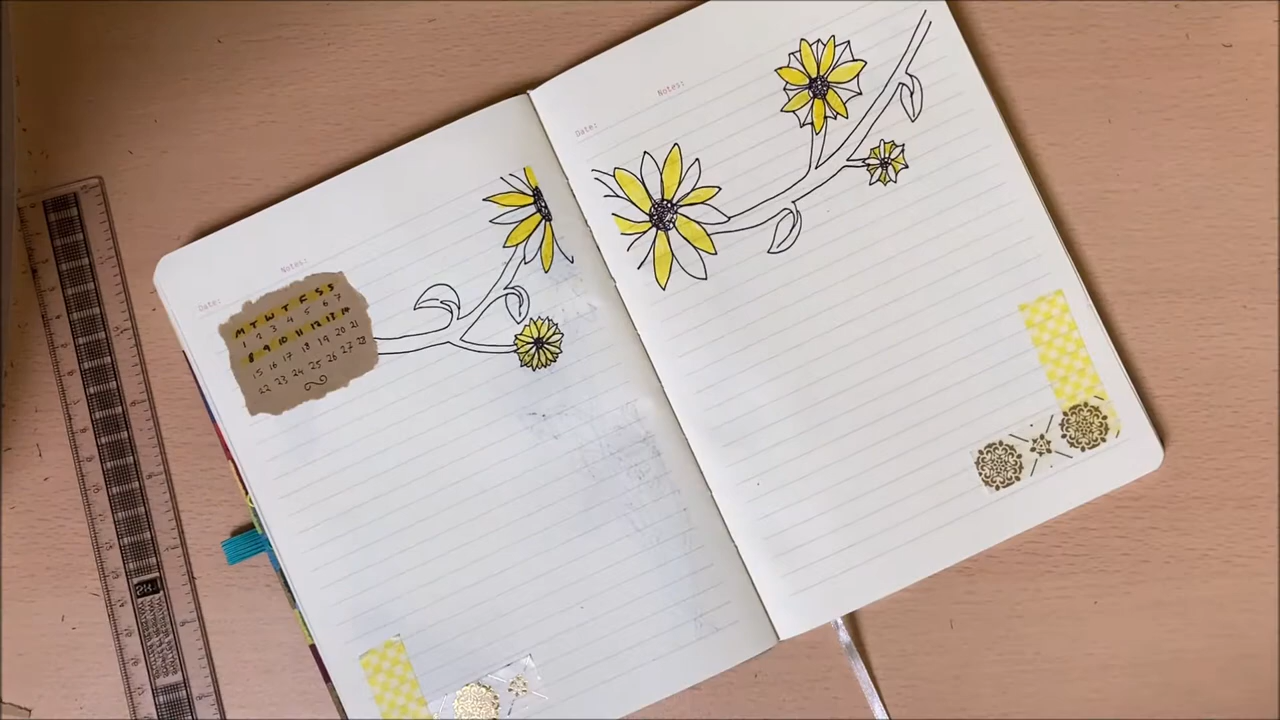 Date:
Notes:
M T W T F S S
1 2 3 4 5 6 7
8 9 10 11 12 13 14
15 16 17 18 19 20 21
22 23 24 25 26 27 28
Date:
Notes: